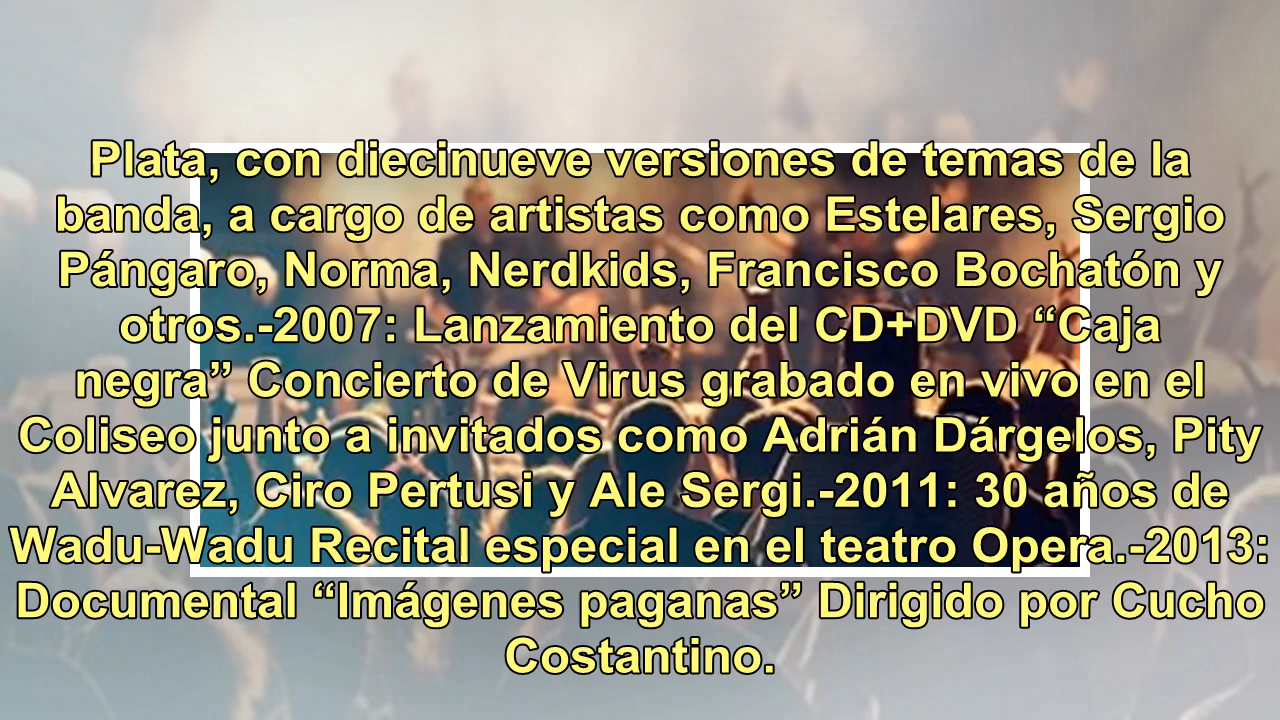 Plata, con diecinueve versiones de temas de la
banda, a cargo de artistas como Estelares, Sergio
Pángaro, Norma, Nerdkids, Francisco Bochatón y
otros.-2007: Lanzamiento del CD+DVD “Caja
negra” Concierto de Virus grabado en vivo en el
Coliseo junto a invitados como Adrián Dárgelos, Pity
Alvarez, Ciro Pertusi y Ale Sergi.-2011: 30 años de
Wadu-Wadu Recital especial en el teatro Opera.-2013:
Documental “Imágenes paganas” Dirigido por Cucho
Costantino.